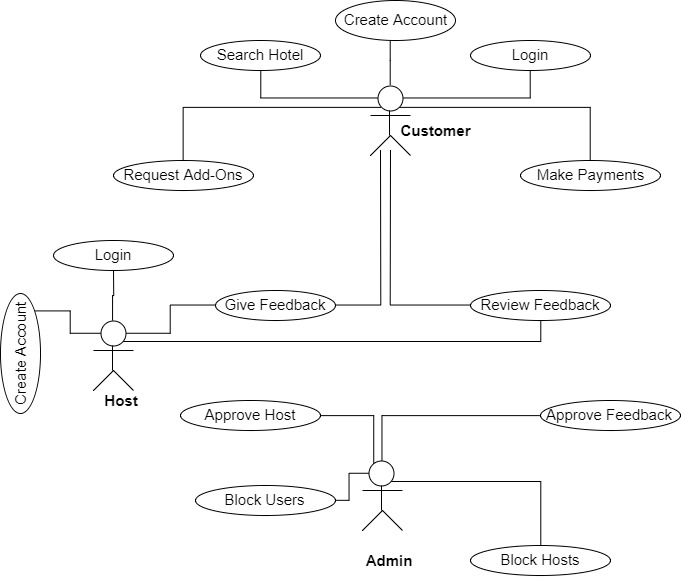 Create Account
Search Hotel
Login
Customer
Request Add-Ons
Make Payments
Login
Create Account
Give Feedback
Review Feedback
Host
Approve Host
Approve Feedback
Block Users
Admin
Block Hosts